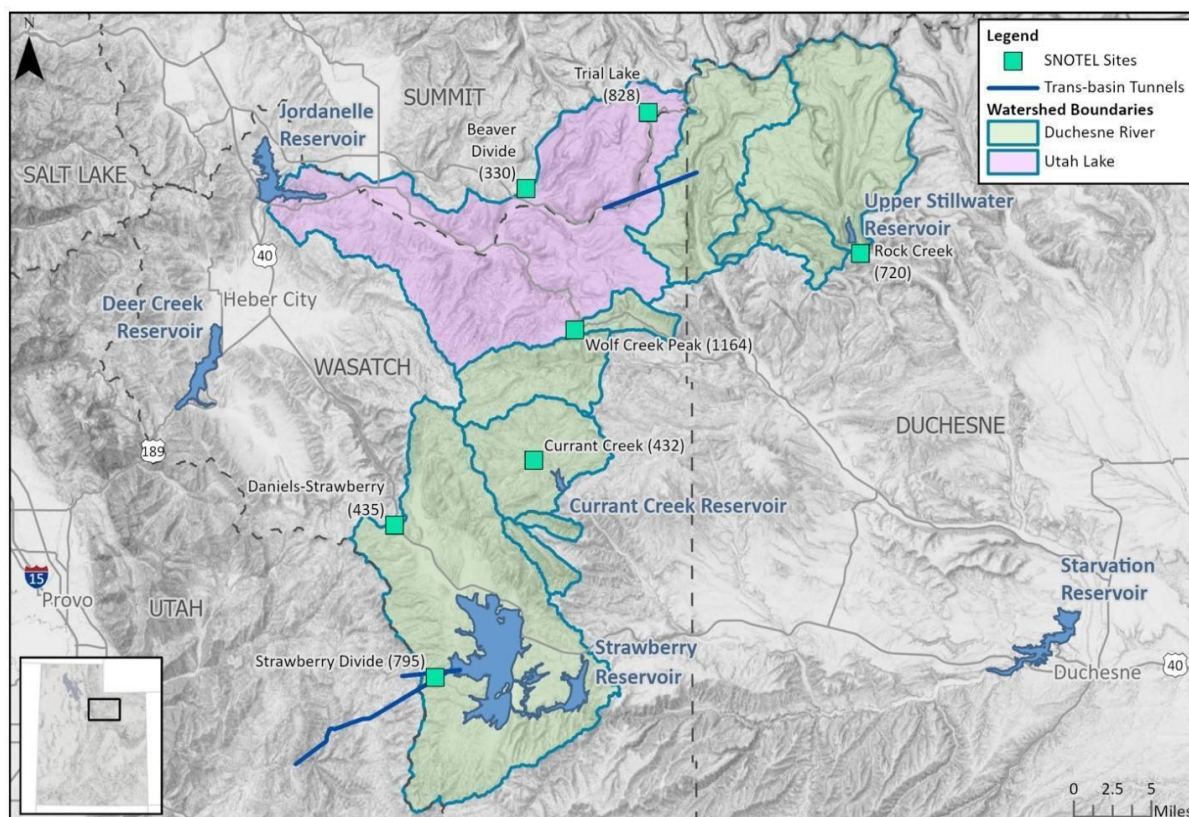 N
Legend
SNOTEL Sites
Trans-basin Tunnels
Watershed Boundaries
Duchesne River
Utah Lake
SUMMIT
Trial Lake
(828)
Jordanelle
Reservoir
Beaver
Divide
(330)
SALT LAKE
Upper Stillwater
Reservoir
Rock Creek
(720)
40
Heber City
Deer Creek
Reservoir
WASATCH
Wolf Creek Peak (1164)
189
DUCHESNE
Currant Creek (432)
Daniels-Strawberry
(435)
Currant Creek Reservoir
15
Provo
UTAH
Starvation
Reservoir
Strawberry Divide (795)
Strawberry
Reservoir
Duchesne
40
0 2.5 5
Miles